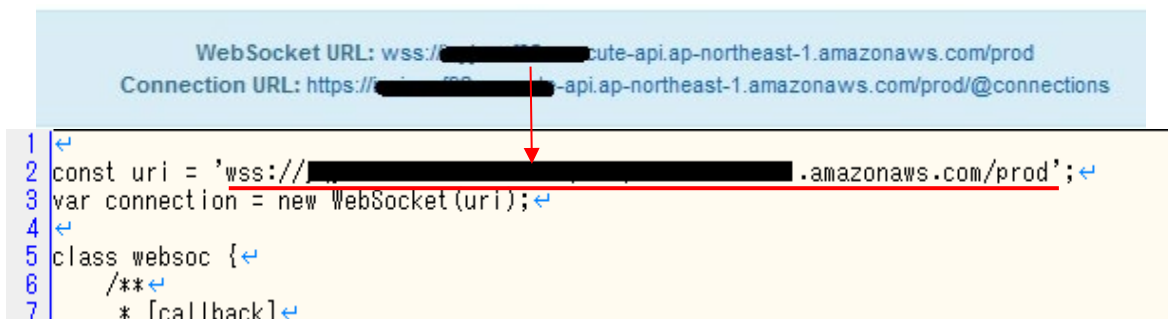 WebSocket URL: wss:// cute-api.ap-northeast-1.amazonaws.com/prod
Connection URL: https:// -api.ap-northeast-1.amazonaws.com/prod/@connections
1 ↵
2 const uri = 'wss:// .amazonaws.com/prod';↵
3 var connection = new WebSocket(uri);↵
4 ↵
5 class websoc {↵
6 /**↵
7 * [callback]↵